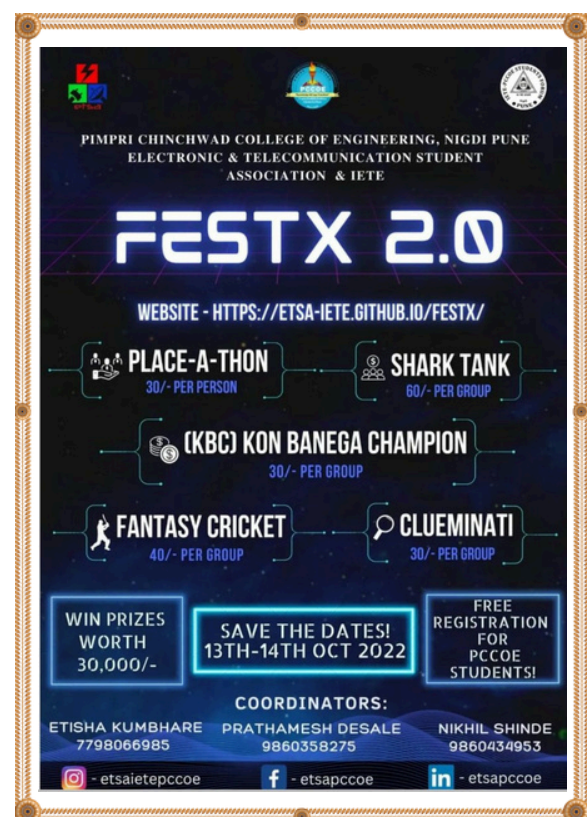 PCCOE
PIMPRI CHINCHWAD COLLEGE OF ENGINEERING, NIGDI PUNE
ELECTRONIC & TELECOMMUNICATION STUDENT
ASSOCIATION & IETE
FESTX 2.0
WEBSITE - HTTPS://ETSA-IETE.GITHUB.IO/FESTX/
PLACE-A-THON
30/- PER PERSON
SHARK TANK
60/- PER GROUP
(KBC) KON BANEGA CHAMPION
30/- PER GROUP
FANTASY CRICKET
40/- PER GROUP
CLUEMINATI
30/- PER GROUP
WIN PRIZES
WORTH
30,000/-
SAVE THE DATES!
13TH-14TH OCT 2022
FREE
REGISTRATION
FOR
PCCOE
STUDENTS!
COORDINATORS:
ETISHA KUMBHARE
7798066985
PRATHAMESH DESALE
9860358275
NIKHIL SHINDE
9860434953
- etsaietepccoe
f - etsapccoe
in - etsapccoe